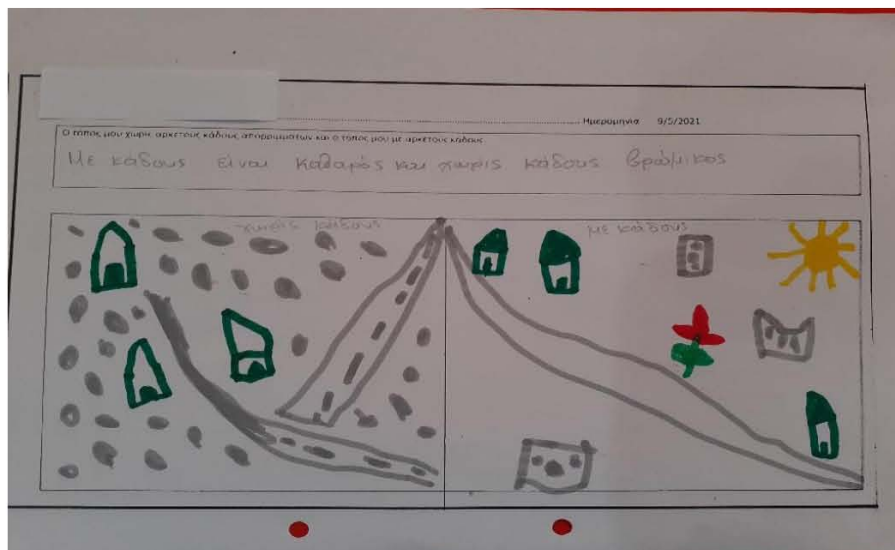 Ημερομηνία 9/5/2021
Ο τόπος μου χωρίς αρκετούς κάδους απορριμμάτων και ο τόπος μου με αρκετούς κάδους.
Με κάδους είναι καθαρός και χωρίς κάδους βρώμικος
χωρίς κάδους
με κάδους